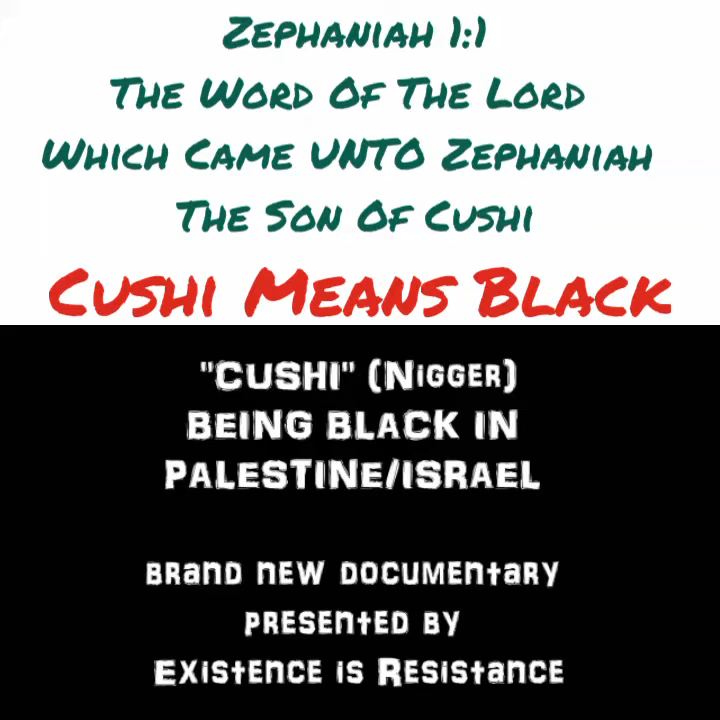 Zephaniah 1:1
The Word Of The Lord
Which Came UNTO Zephaniah
The Son Of Cushi
Cushi Means Black
"CUSHI" (Nigger)
BEING BLACK IN
PALESTINE/ISRAEL
BRAND NEW DOCUMENTARY
PRESENTED BY
Existence is Resistance